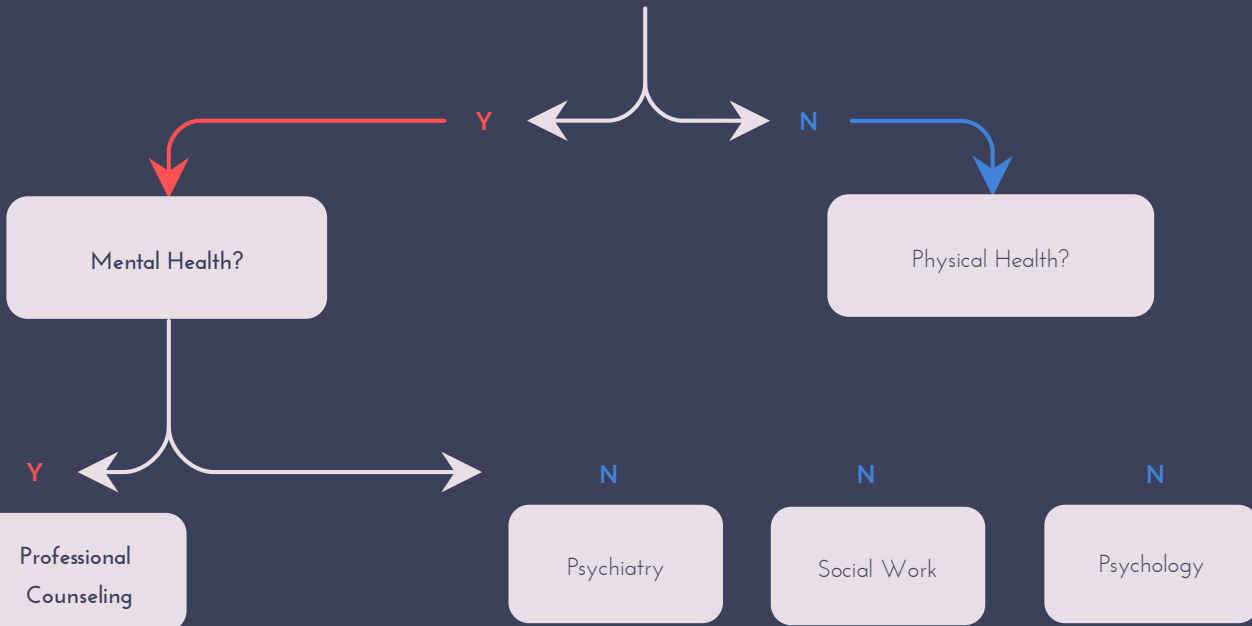 Y
N
Mental Health?
Physical Health?
Y
N
N
N
Professional
Counseling
Psychiatry
Social Work
Psychology